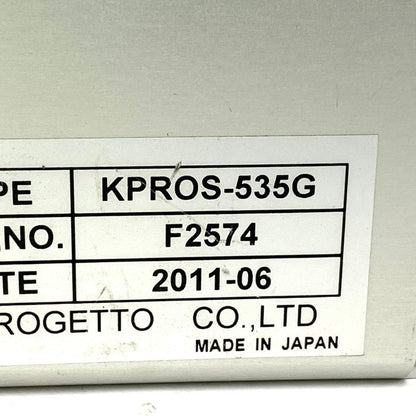 PE KPROS-535G
.NO. F2574
TE 2011-06
ROGETTO CO.,LTD
MADE IN JAPAN